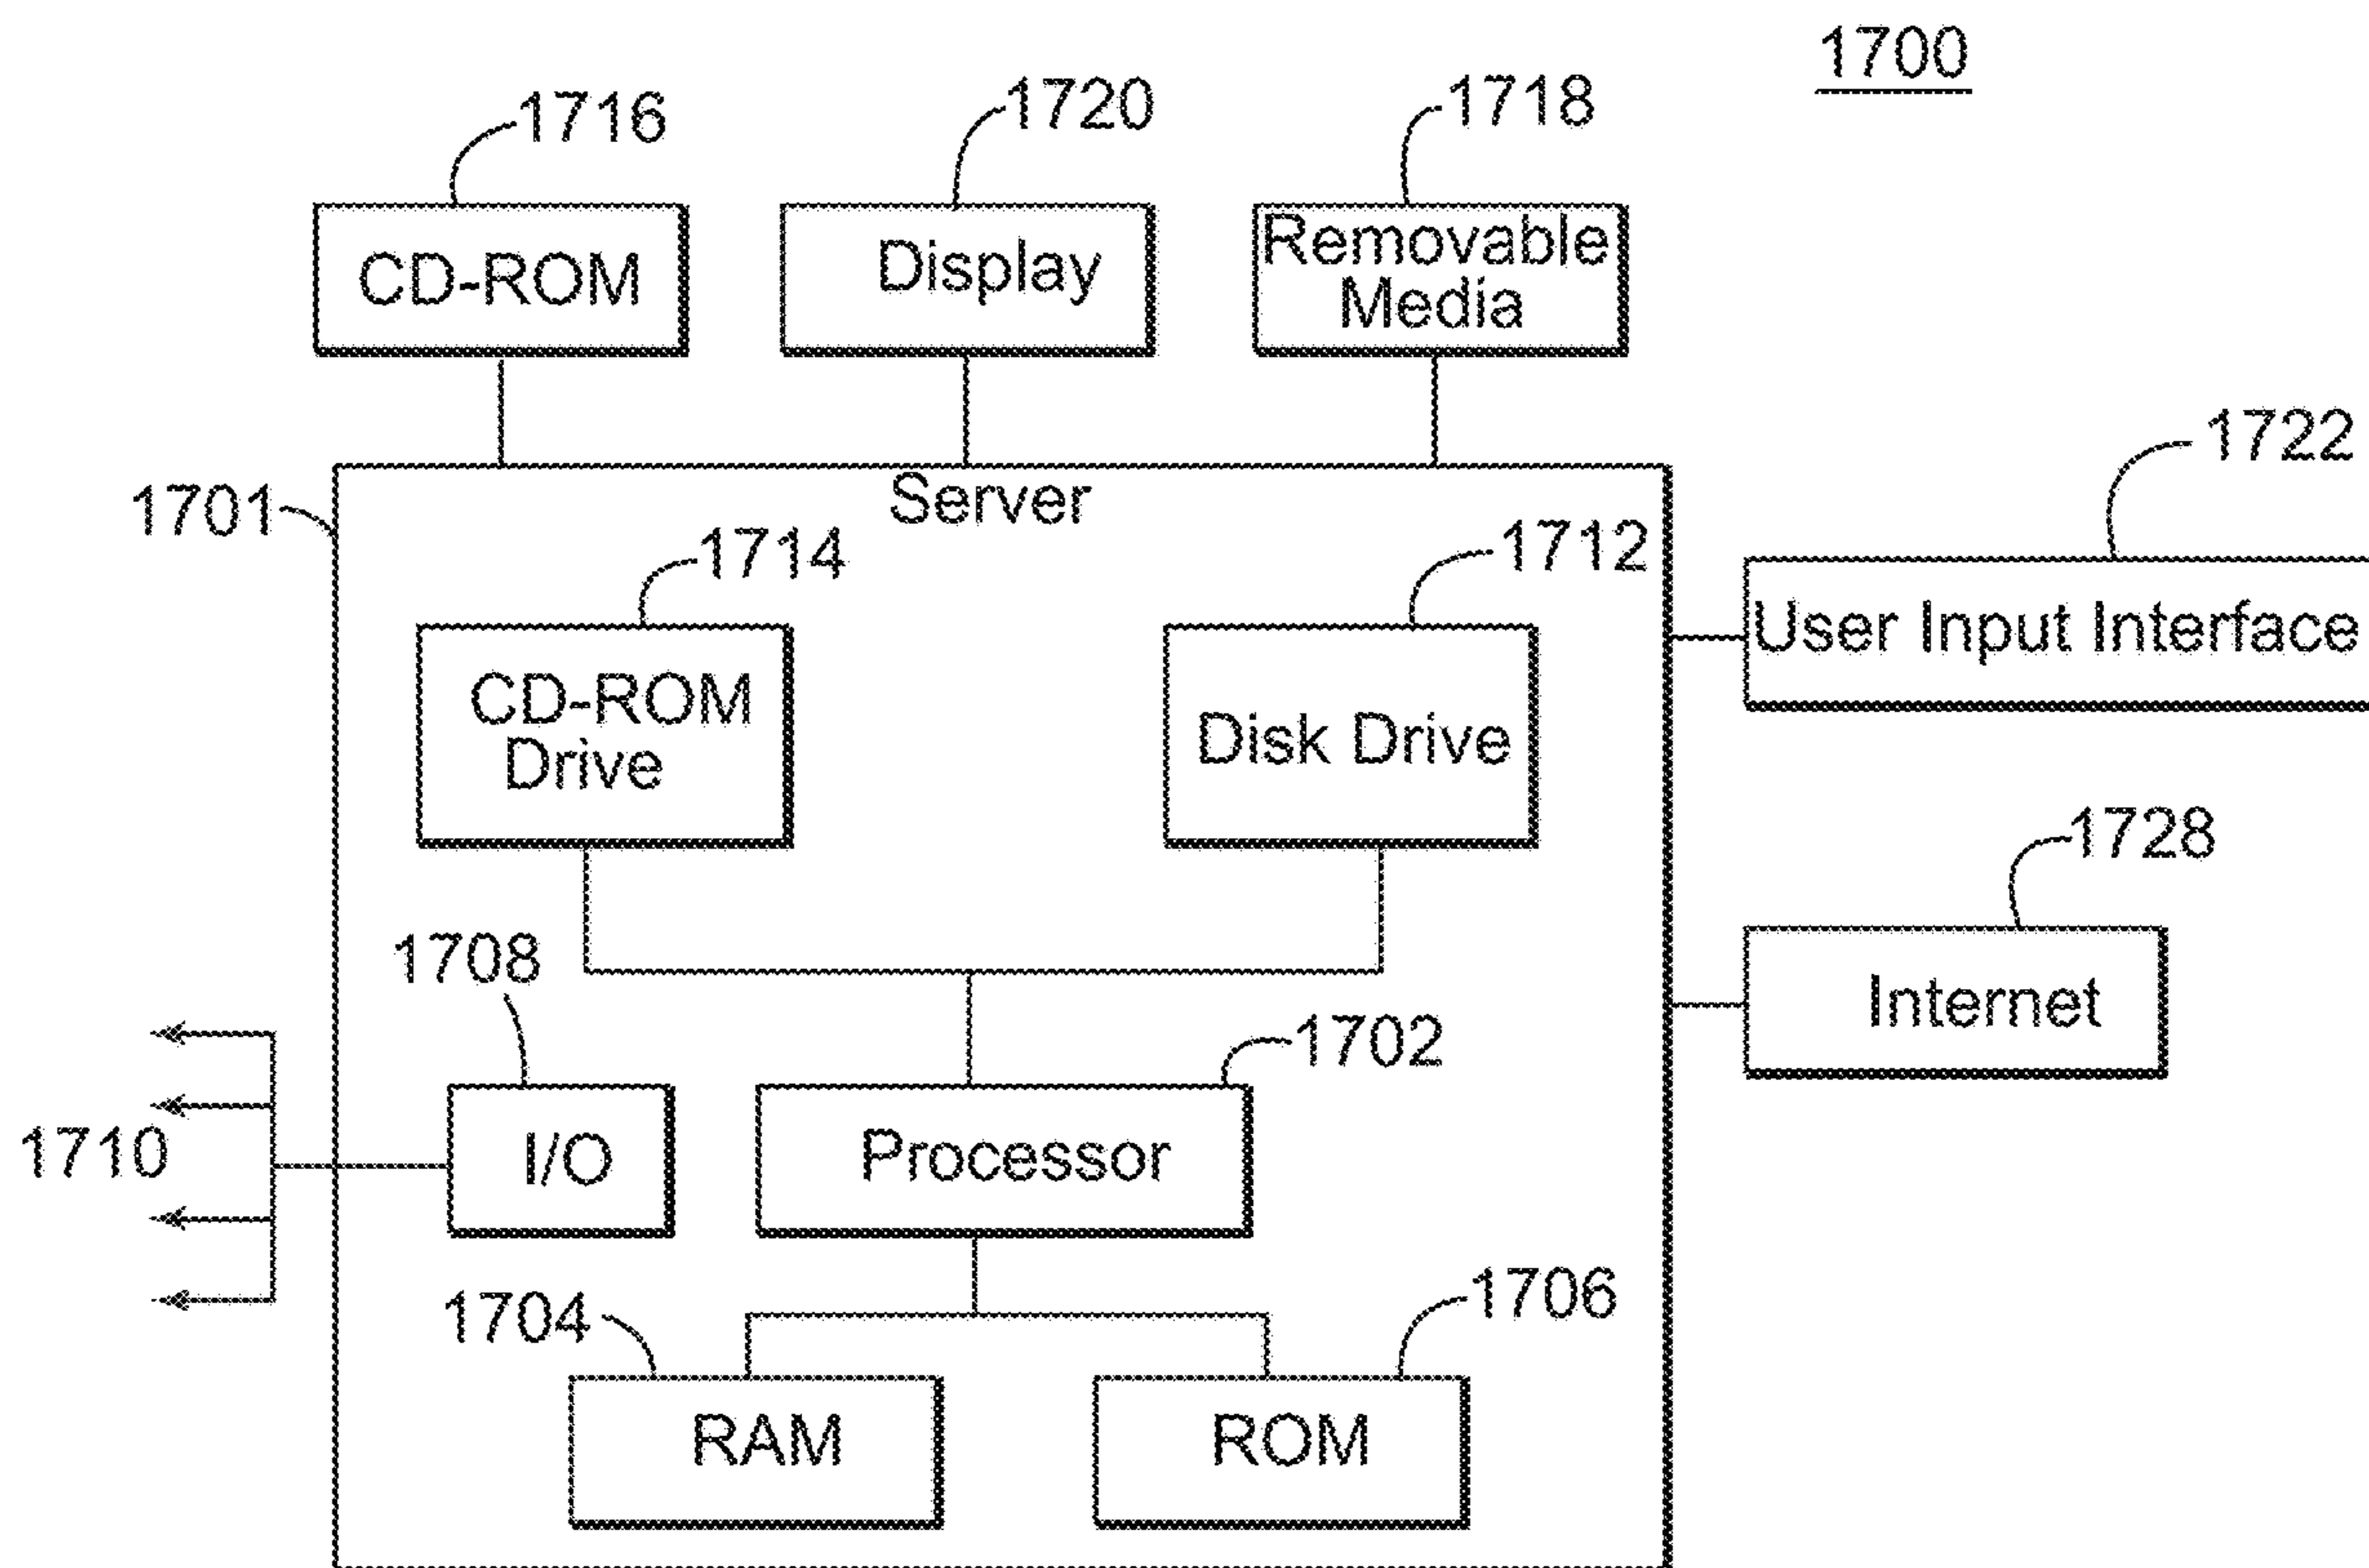 1700
1716
1720
1718
CD-ROM
Display
Removable
Media
1722
1701
Server
1714
1712
User Input Interface
CD-ROM
Drive
Disk Drive
1728
1708
Internet
1702
1710
I/O
Processor
1704
1706
RAM
ROM